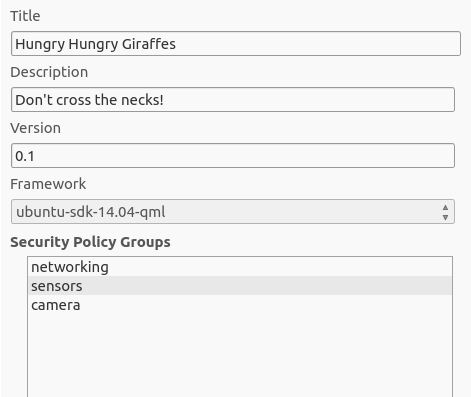 Title
Hungry Hungry Giraffes
Description
Don't cross the necks!
Version
0.1
Framework
ubuntu-sdk-14.04-qml
Security Policy Groups
networking
sensors
camera